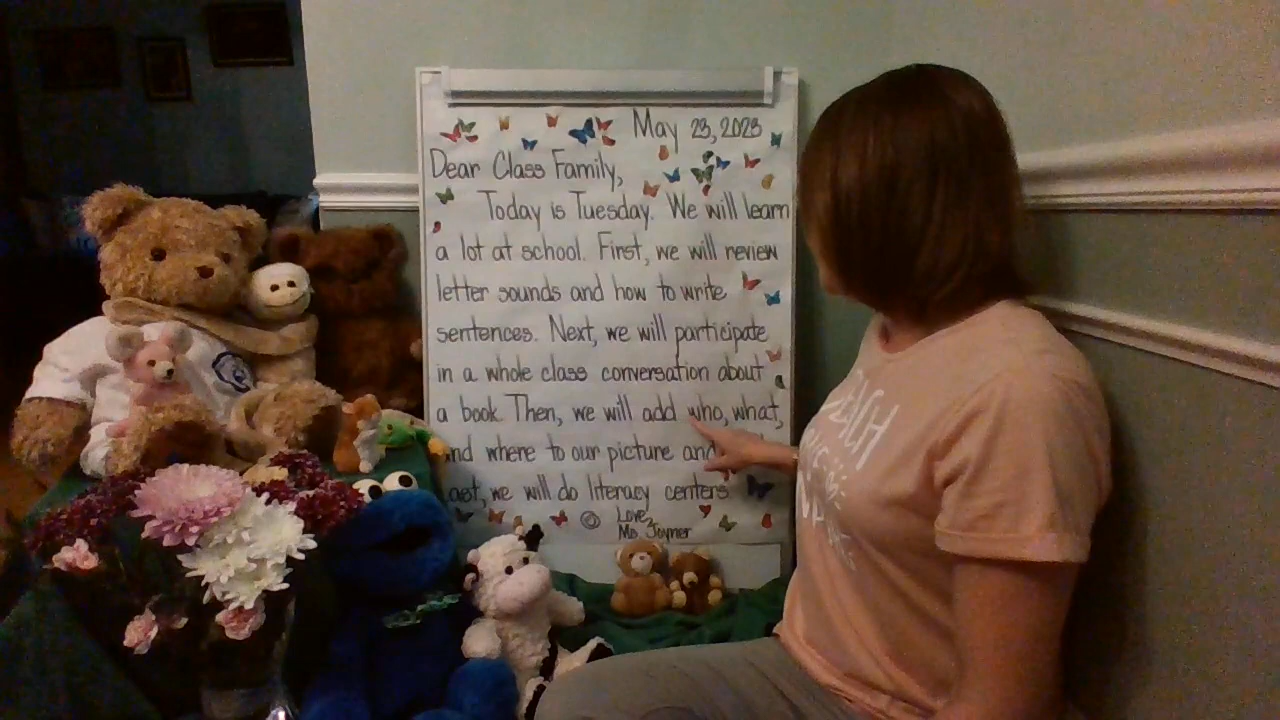 May 23, 2023
Dear Class Family,
Today is Tuesday. We will learn
a lot at school. First, we will review
letter sounds and how to write
sentences. Next, we will participate
in a whole class conversation about
a book. Then, we will add who, what,
and where to our picture and
Last, we will do literacy centers
Love,
Ms. Joyner
TEACH